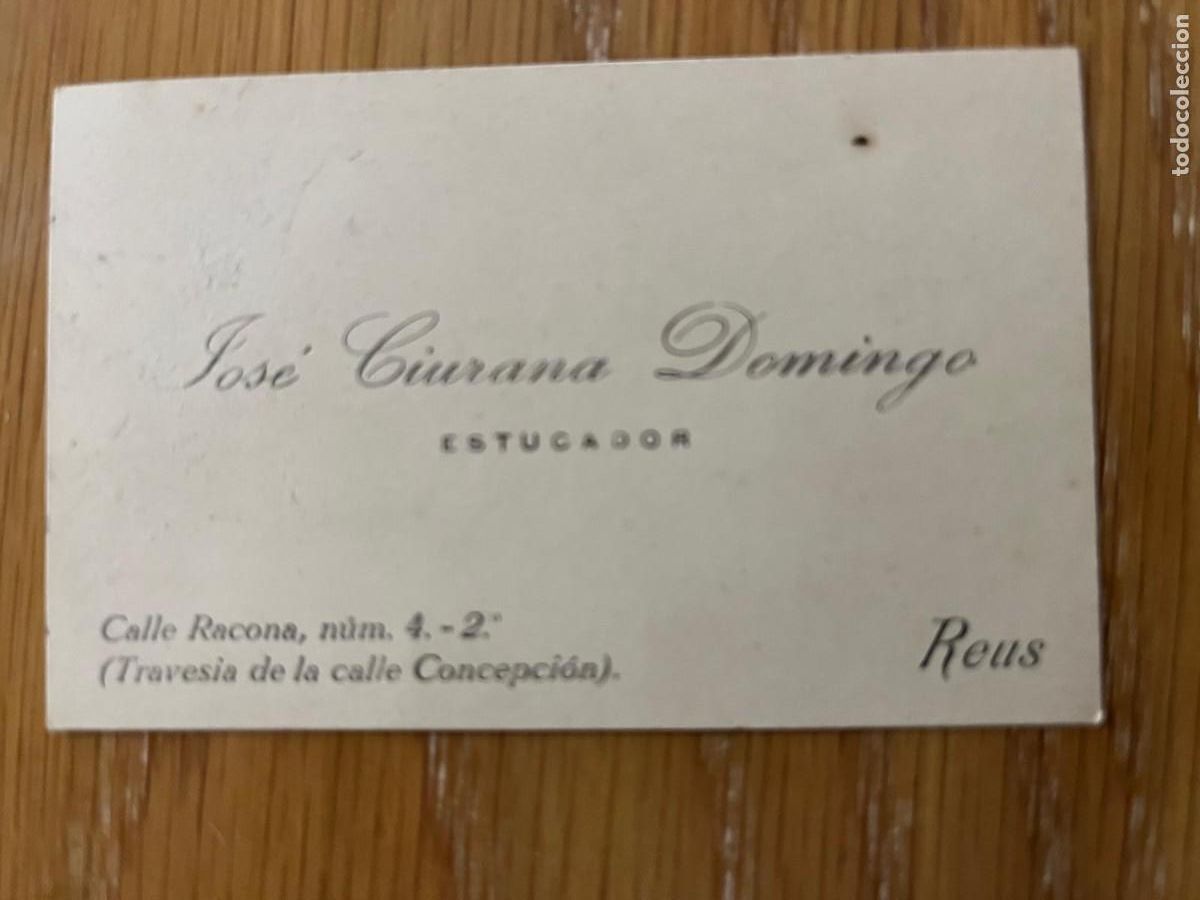 José Ciurana Domingo
ESTUCADOR
Calle Racona, núm. 4.-2.º
(Travesia de la calle Concepción).
Reus
todocoleccion